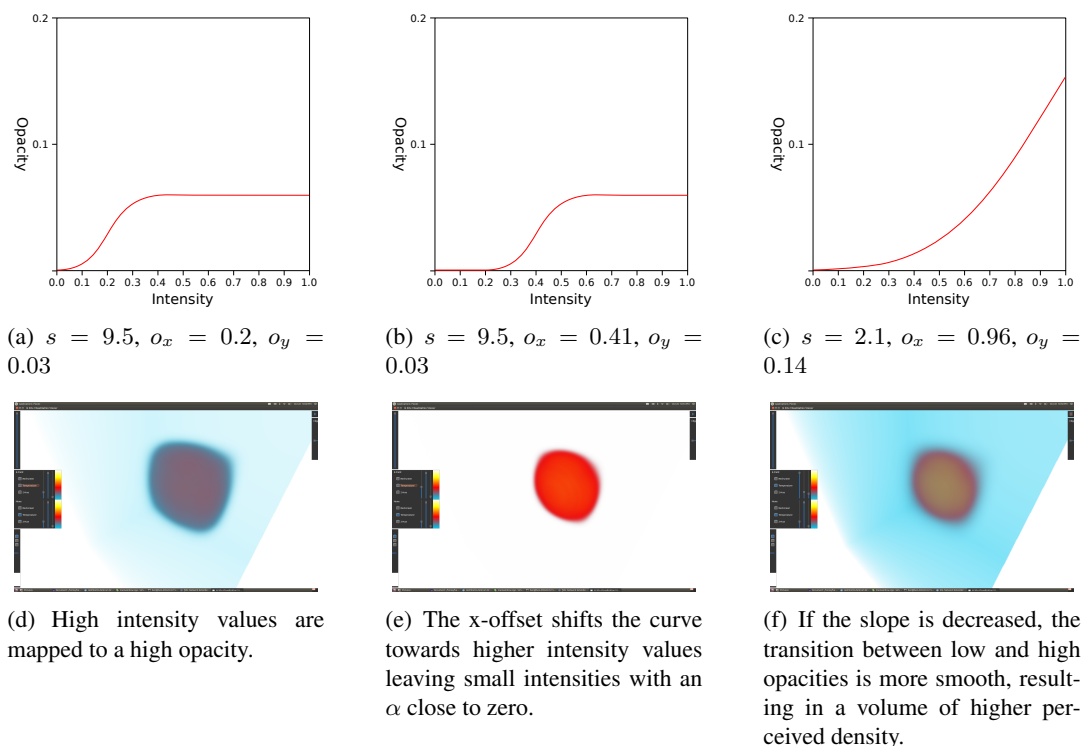 0.2
0.1
Opacity
0.0 0.1 0.2 0.3 0.4 0.5 0.6 0.7 0.8 0.9 1.0
Intensity
(a) s = 9.5, oₓ = 0.2, o_y =
0.03
0.2
0.1
Opacity
0.0 0.1 0.2 0.3 0.4 0.5 0.6 0.7 0.8 0.9 1.0
Intensity
(b) s = 9.5, oₓ = 0.41, o_y =
0.03
0.2
0.1
Opacity
0.0 0.1 0.2 0.3 0.4 0.5 0.6 0.7 0.8 0.9 1.0
Intensity
(c) s = 2.1, oₓ = 0.96, o_y =
0.14
(d) High intensity values are
mapped to a high opacity.
(e) The x-offset shifts the curve
towards higher intensity values
leaving small intensities with an
α close to zero.
(f) If the slope is decreased, the
transition between low and high
opacities is more smooth, result-
ing in a volume of higher per-
ceived density.